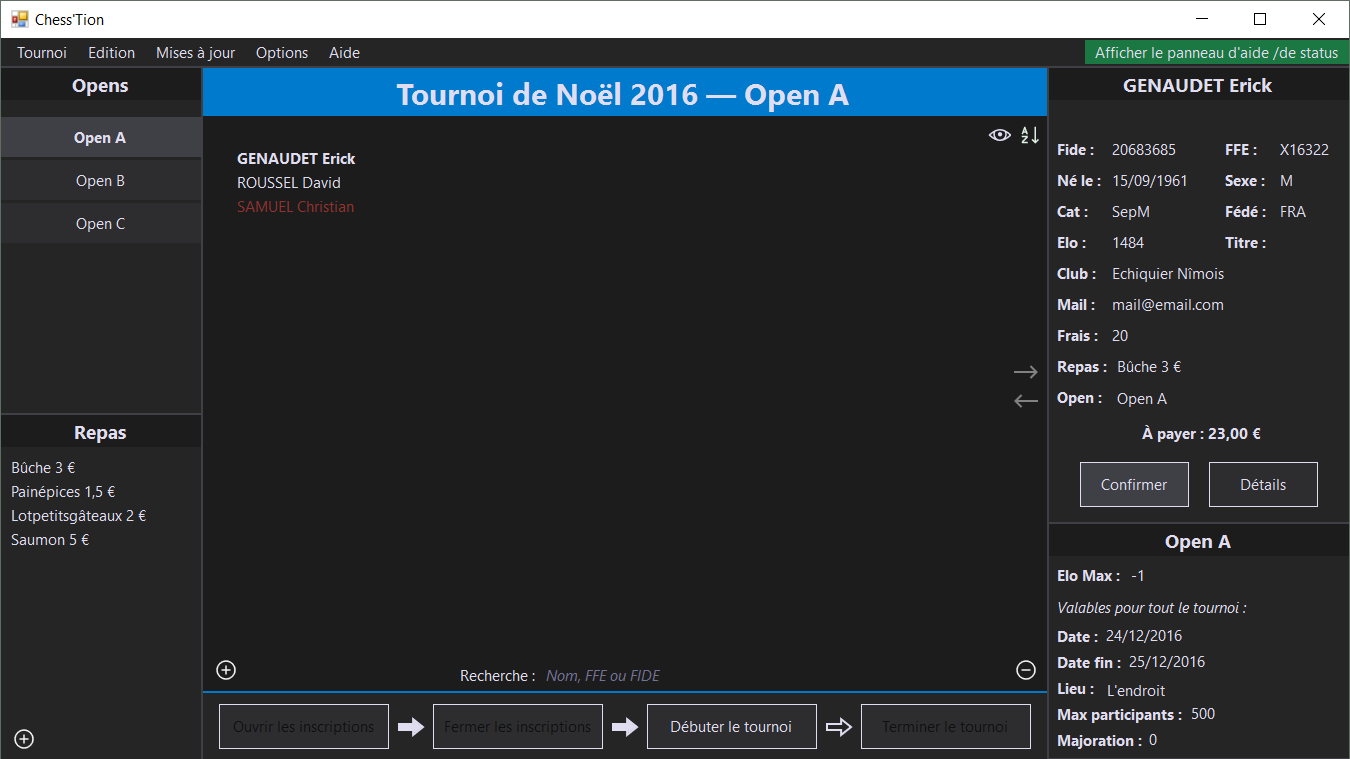 Chess'Tion
Tournoi Edition Mises à jour Options Aide
Afficher le panneau d'aide /de status
Opens
Open A
Open B
Open C
Repas
Bûche 3 €
Painépices 1,5 €
Lotpetitsgâteaux 2 €
Saumon 5 €
Tournoi de Noël 2016 — Open A
GENAUDET Erick
ROUSSEL David
SAMUEL Christian
Recherche : Nom, FFE ou FIDE
Ouvrir les inscriptions Fermer les inscriptions Débuter le tournoi Terminer le tournoi
GENAUDET Erick
Fide : 20683685 FFE : X16322
Né le : 15/09/1961 Sexe : M
Cat : SepM Fédé : FRA
Elo : 1484 Titre :
Club : Echiquier Nîmois
Mail : mail@email.com
Frais : 20
Repas : Bûche 3 €
Open : Open A
À payer : 23,00 €
Confirmer Détails
Open A
Elo Max : -1
Valables pour tout le tournoi :
Date : 24/12/2016
Date fin : 25/12/2016
Lieu : L'endroit
Max participants : 500
Majoration : 0